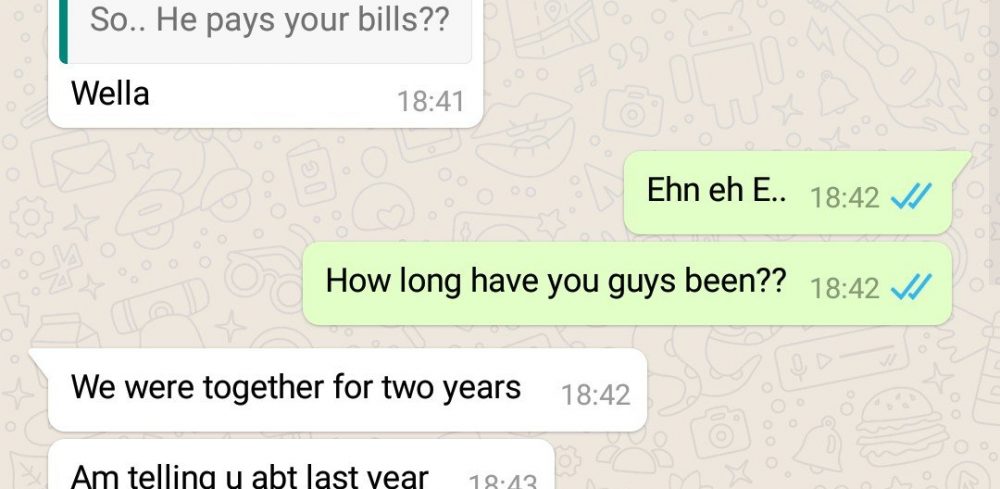 So.. He pays your bills??
Wella 18:41
Ehn eh E.. 18:42
How long have you guys been?? 18:42
We were together for two years 18:42
Am telling u abt last year 18:43